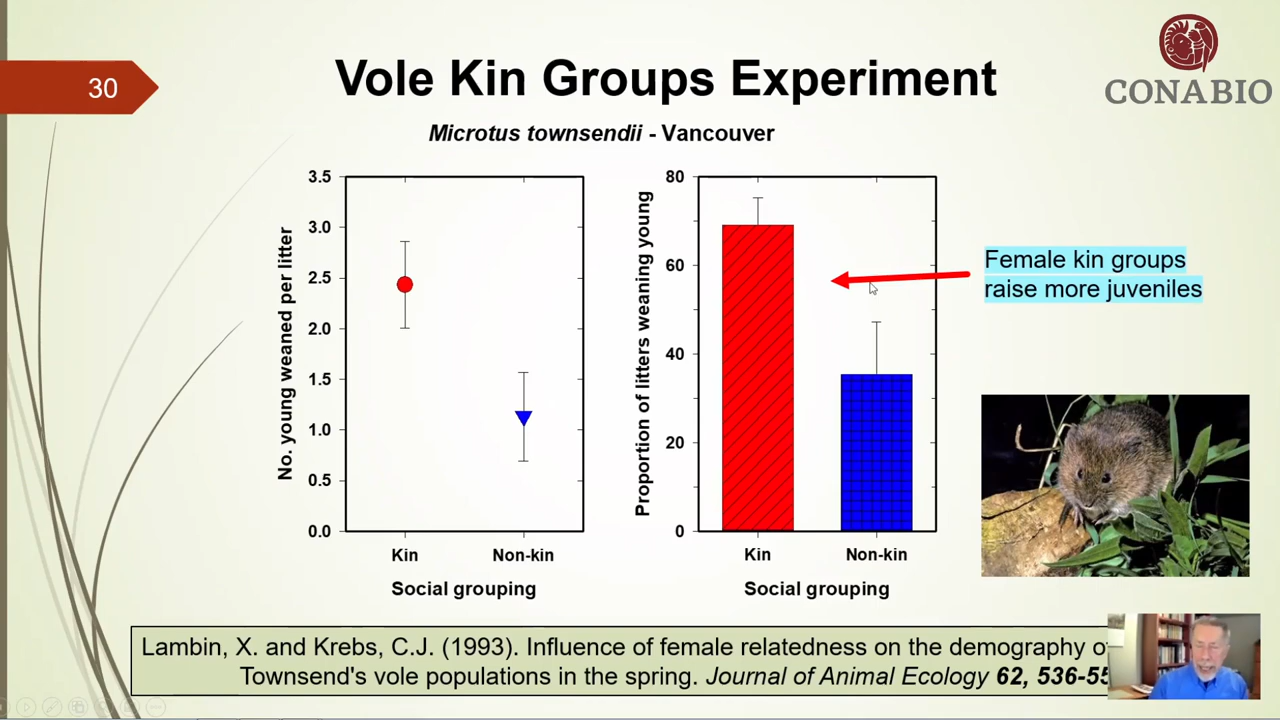 30
Vole Kin Groups Experiment
CONABIO
Microtus townsendii - Vancouver
No. young weaned per litter
3.5
3.0
2.5
2.0
1.5
1.0
0.5
0.0
Kin
Non-kin
Social grouping
Proportion of litters weaning young
80
60
40
20
0
Kin
Non-kin
Social grouping
Female kin groups
raise more juveniles
Lambin, X. and Krebs, C.J. (1993). Influence of female relatedness on the demography
Townsend's vole populations in the spring. Journal of Animal Ecology 62,